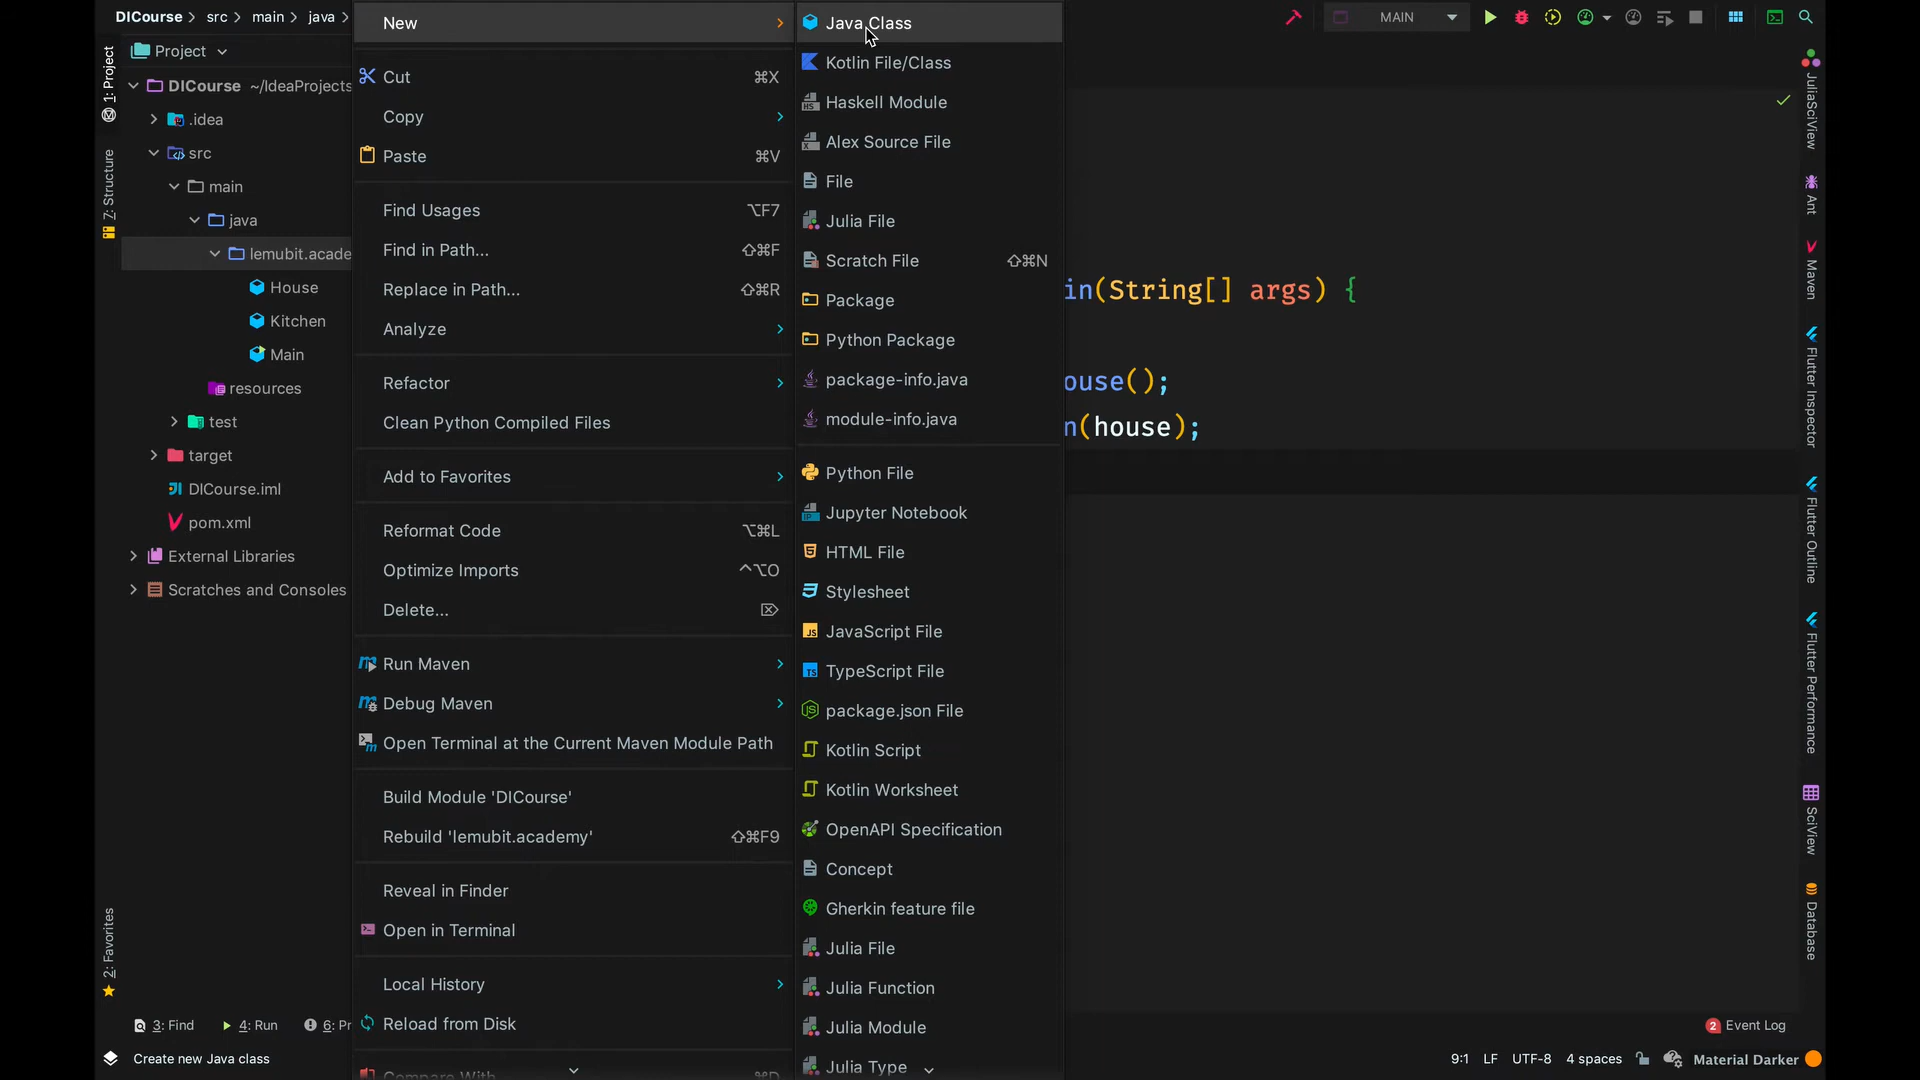 DICourse src main java
Project
DICourse ~/IdeaProjects
.idea
src
main
java
lemubit.acade
House
Kitchen
Main
resources
test
target
DICourse.iml
pom.xml
External Libraries
Scratches and Consoles
1: Project
7: Structure
2: Favorites
New
Cut ⌘X
Copy
Paste ⌘V
Find Usages ⌥F7
Find in Path... ⇧⌘F
Replace in Path... ⇧⌘R
Analyze
Refactor
Clean Python Compiled Files
Add to Favorites
Reformat Code ⌥⌘L
Optimize Imports ^⌥O
Delete... ⌦
Run Maven
Debug Maven
Open Terminal at the Current Maven Module Path
Build Module 'DICourse'
Rebuild 'lemubit.academy' ⇧⌘F9
Reveal in Finder
Open in Terminal
Local History
Reload from Disk
Compare With... ⌘D
Java Class
Kotlin File/Class
Haskell Module
Alex Source File
File
Julia File
Scratch File ⇧⌘N
Package
Python Package
package-info.java
module-info.java
Python File
Jupyter Notebook
HTML File
Stylesheet
JavaScript File
TypeScript File
package.json File
Kotlin Script
Kotlin Worksheet
OpenAPI Specification
Concept
Gherkin feature file
Julia File
Julia Function
Julia Module
Julia Type
MAIN
in(String[] args) {
ouse();
n(house);
JuliaSciView
Ant
Maven
Flutter Inspector
Flutter Outline
Flutter Performance
SciView
Database
3: Find 4: Run 6: Pr
2 Event Log
Create new Java class
9:1 LF UTF-8 4 spaces Material Darker